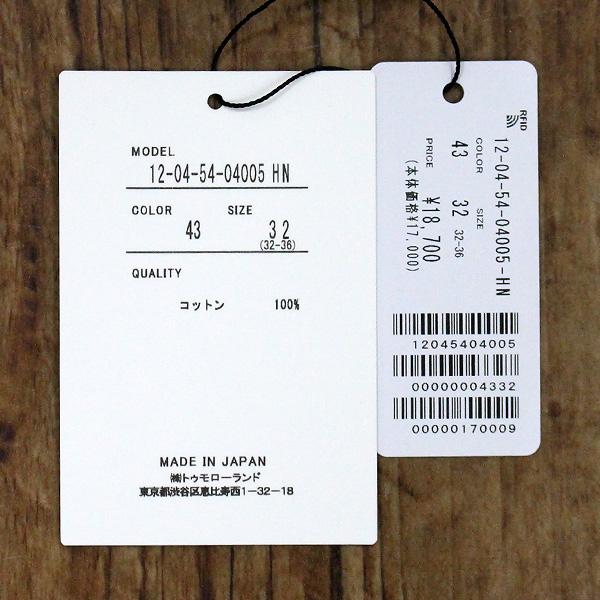 MODEL
12-04-54-04005 HN
COLOR SIZE
43 32
(32-36)
QUALITY
コットン 100%
MADE IN JAPAN
㈱トゥモローランド
東京都渋谷区恵比寿西1-32-18
RFID
12-04-54-04005-HN
COLOR SIZE
43 32 32-36
PRICE
¥18,700
(本体価格¥17,000)
12045404005
00000004332
00000170009